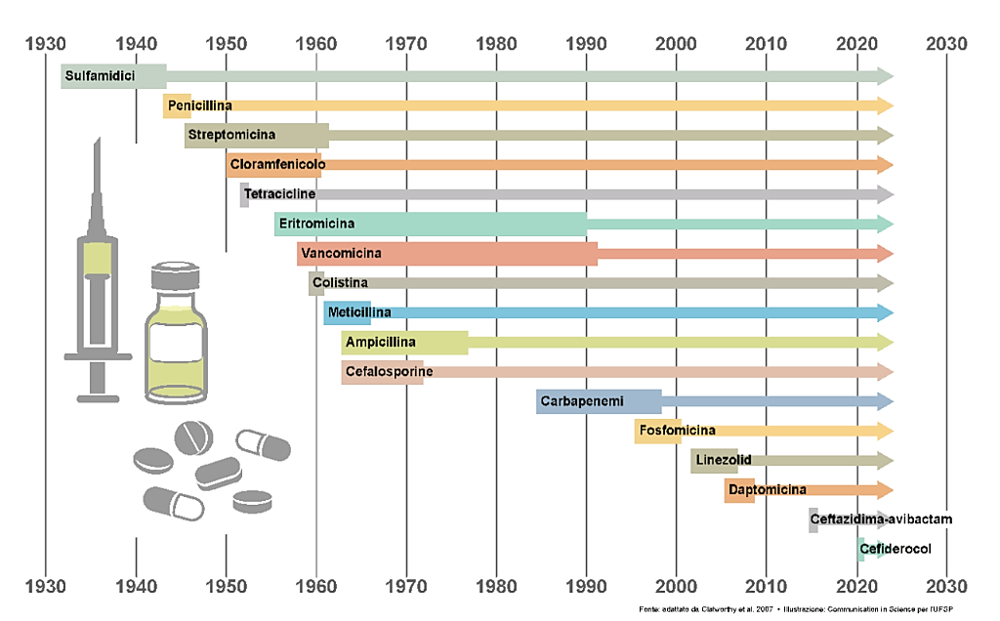 1930 1940 1950 1960 1970 1980 1990 2000 2010 2020 2030
Sulfamidici
Penicillina
Streptomicina
Cloramfenicolo
Tetracicline
Eritromicina
Vancomicina
Colistina
Meticillina
Ampicillina
Cefalosporine
Carbapenemi
Fosfomicina
Linezolid
Daptomicina
Ceftazidima-avibactam
Cefiderocol
1930 1940 1950 1960 1970 1980 1990 2000 2010 2020 2030
Fonte: adattato da Clatworthy et al. 2007 • Illustrazione: Communication in Science per l'UFSP